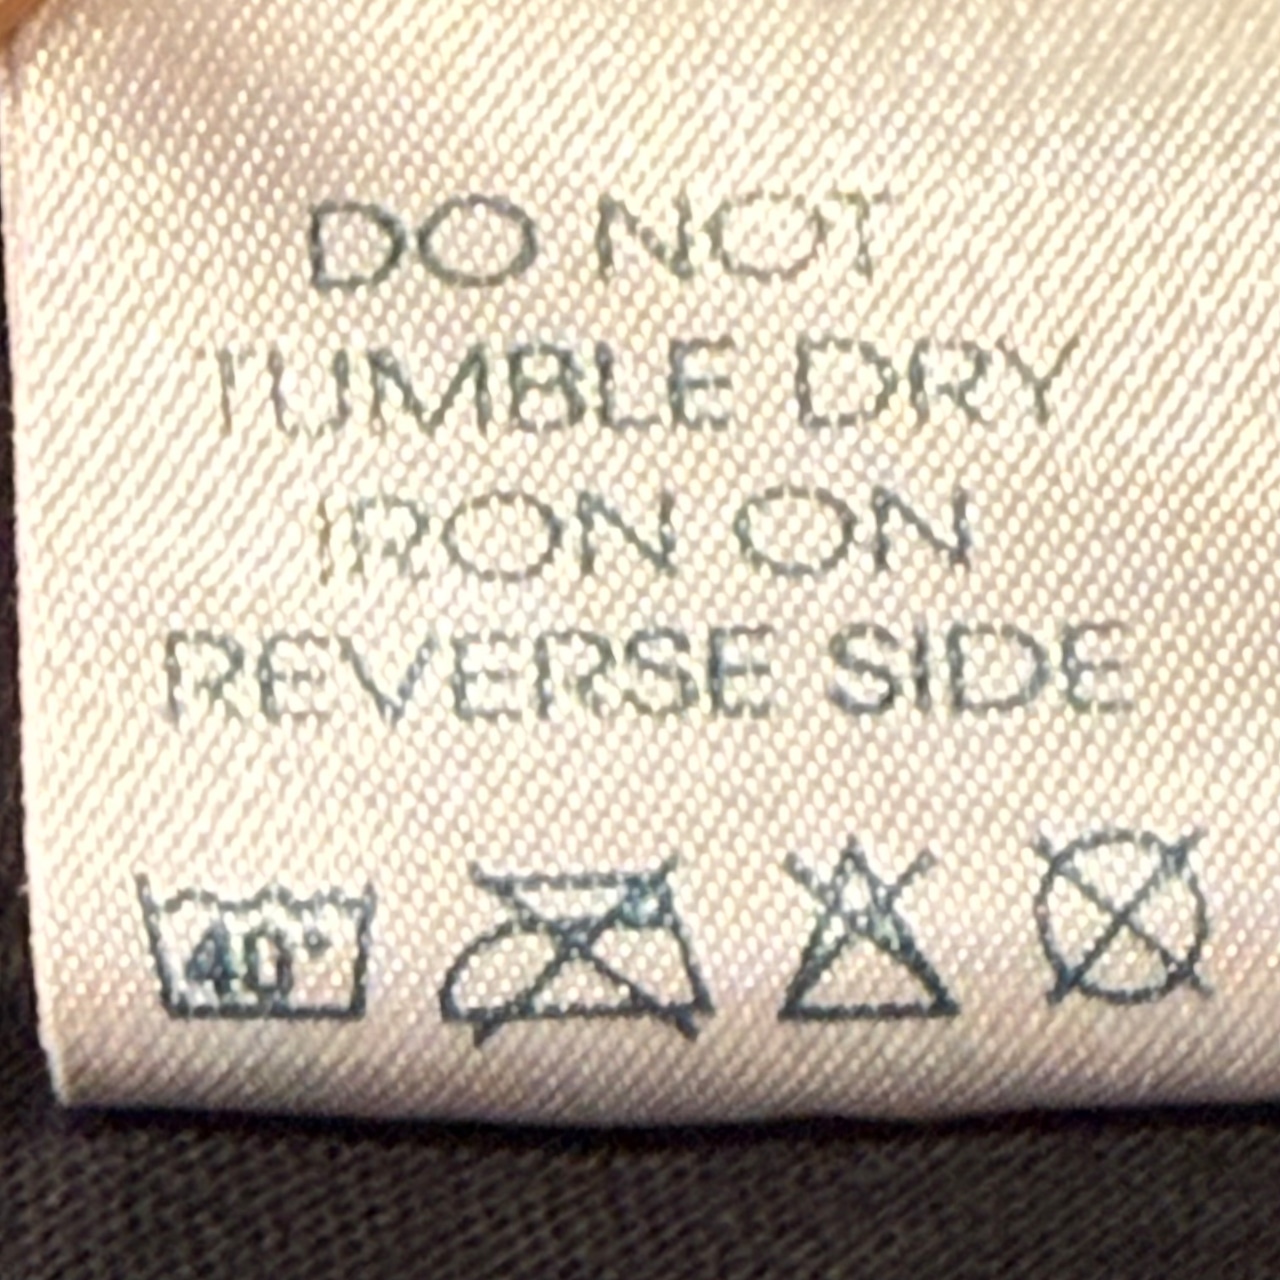 DO NOT
TUMBLE DRY
IRON ON
REVERSE SIDE
40°